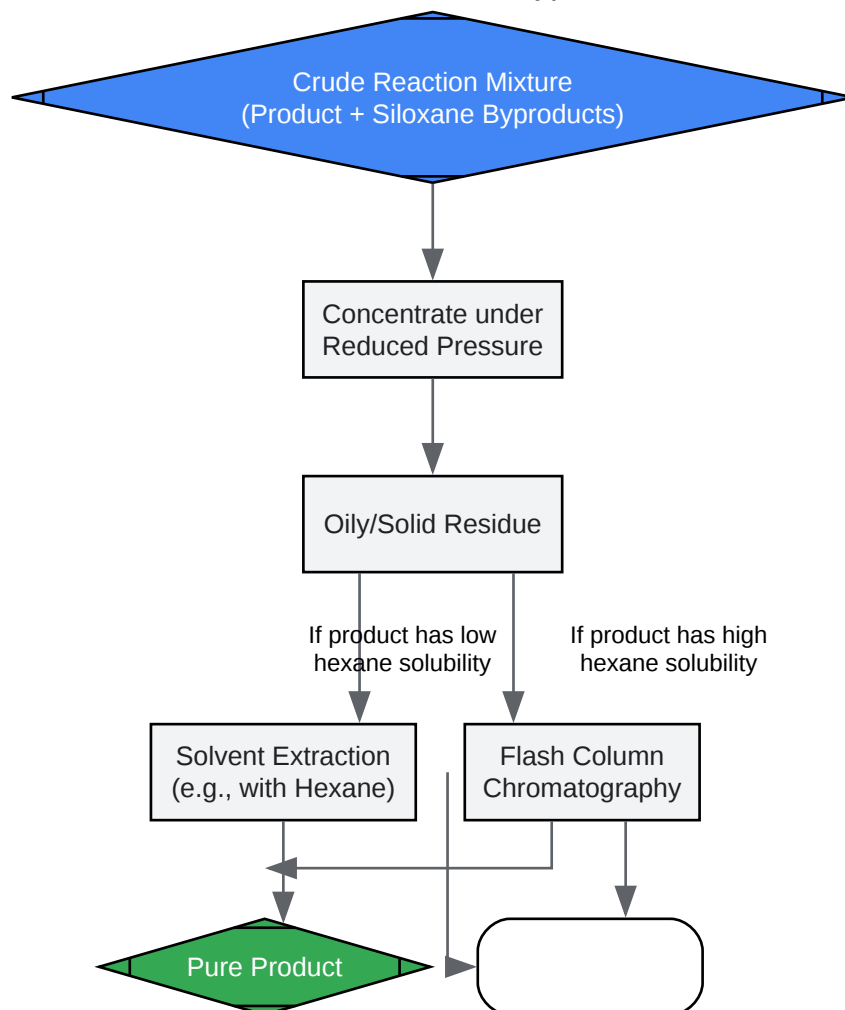 Crude Reaction Mixture
(Product + Siloxane Byproducts)
Concentrate under
Reduced Pressure
Oily/Solid Residue
If product has low
hexane solubility
If product has high
hexane solubility
Solvent Extraction
(e.g., with Hexane)
Flash Column
Chromatography
Pure Product